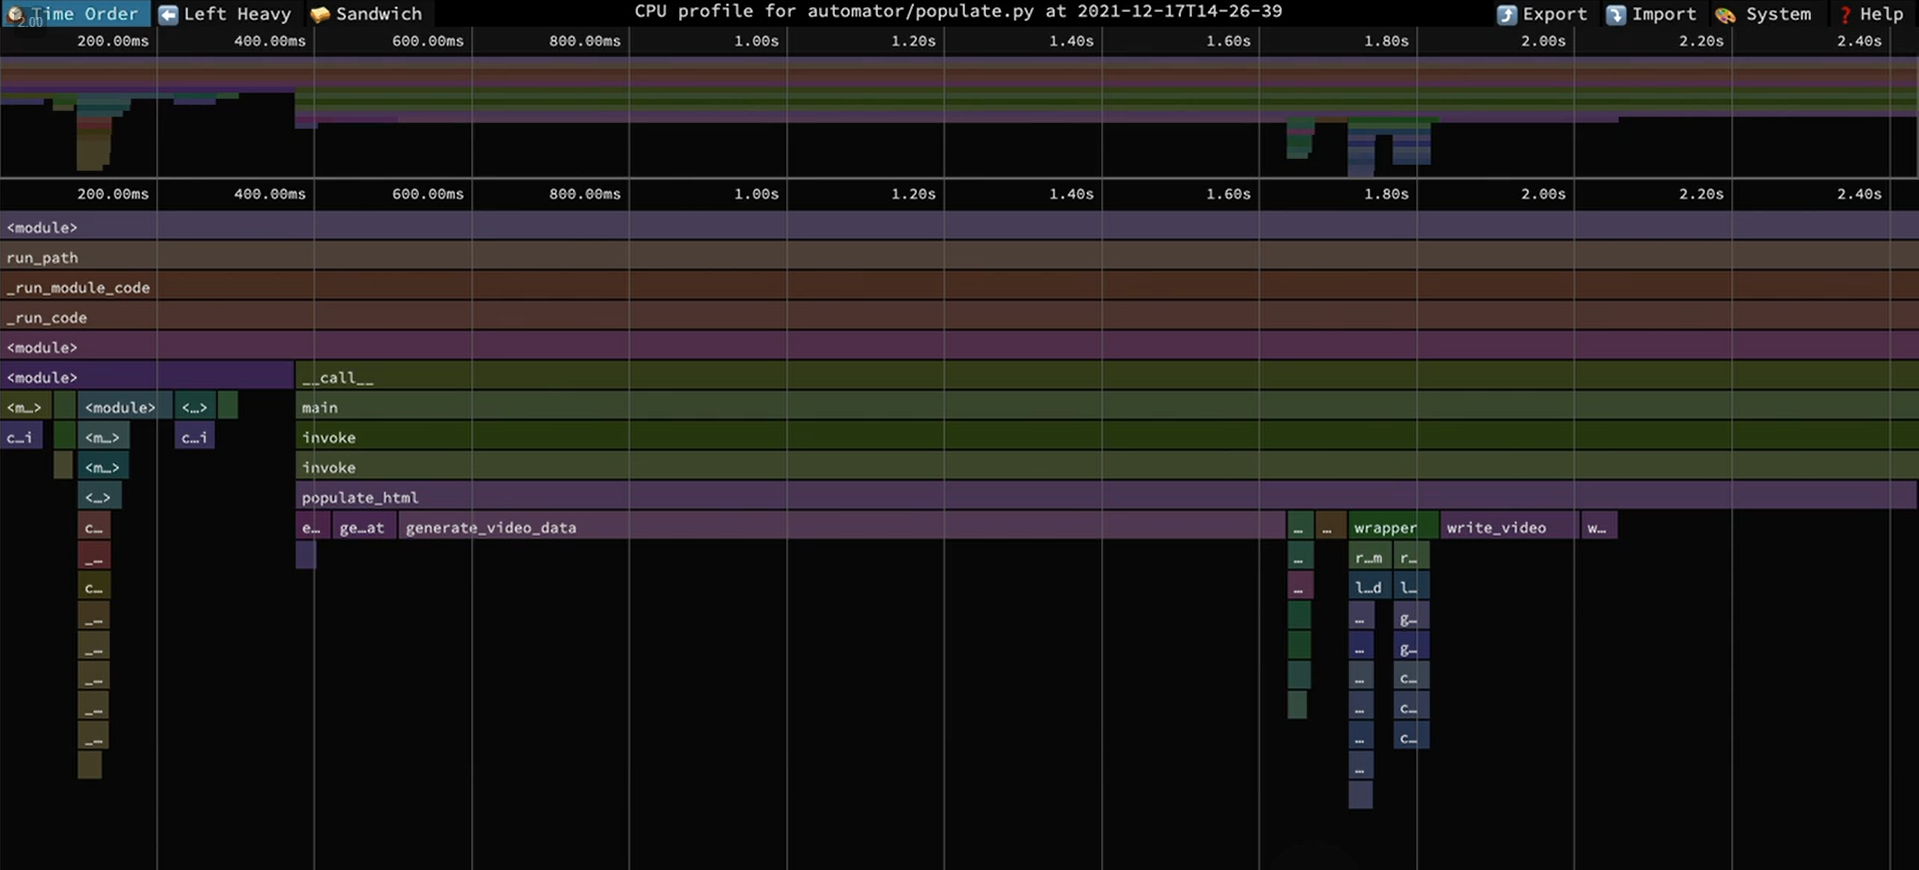 Time Order Left Heavy Sandwich CPU profile for automator/populate.py at 2021-12-17T14-26-39 Export Import System Help
2.00
200.00ms 400.00ms 600.00ms 800.00ms 1.00s 1.20s 1.40s 1.60s 1.80s 2.00s 2.20s 2.40s
200.00ms 400.00ms 600.00ms 800.00ms 1.00s 1.20s 1.40s 1.60s 1.80s 2.00s 2.20s 2.40s
<module>
run_path
_run_module_code
_run_code
<module>
<module> __call__
<m…> <module> <…> main
c…i <m…> c…i invoke
<m…> invoke
<…> populate_html
c… e… ge…at generate_video_data … … wrapper write_video w…
_… … r…m r…
c… … l…d l…
_… … g…
_… … g…
_… … c…
_… … c…
_… … c…
…